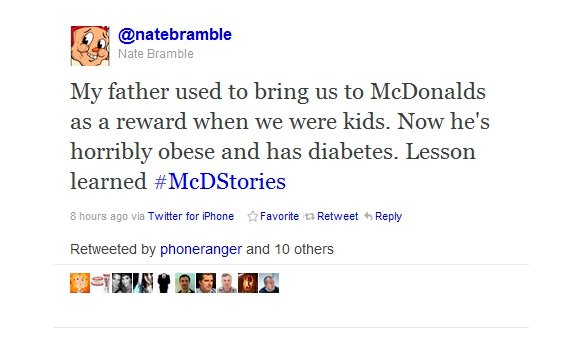 @natebramble
Nate Bramble
My father used to bring us to McDonalds
as a reward when we were kids. Now he's
horribly obese and has diabetes. Lesson
learned #McDStories
8 hours ago via Twitter for iPhone Favorite Retweet Reply
Retweeted by phoneranger and 10 others